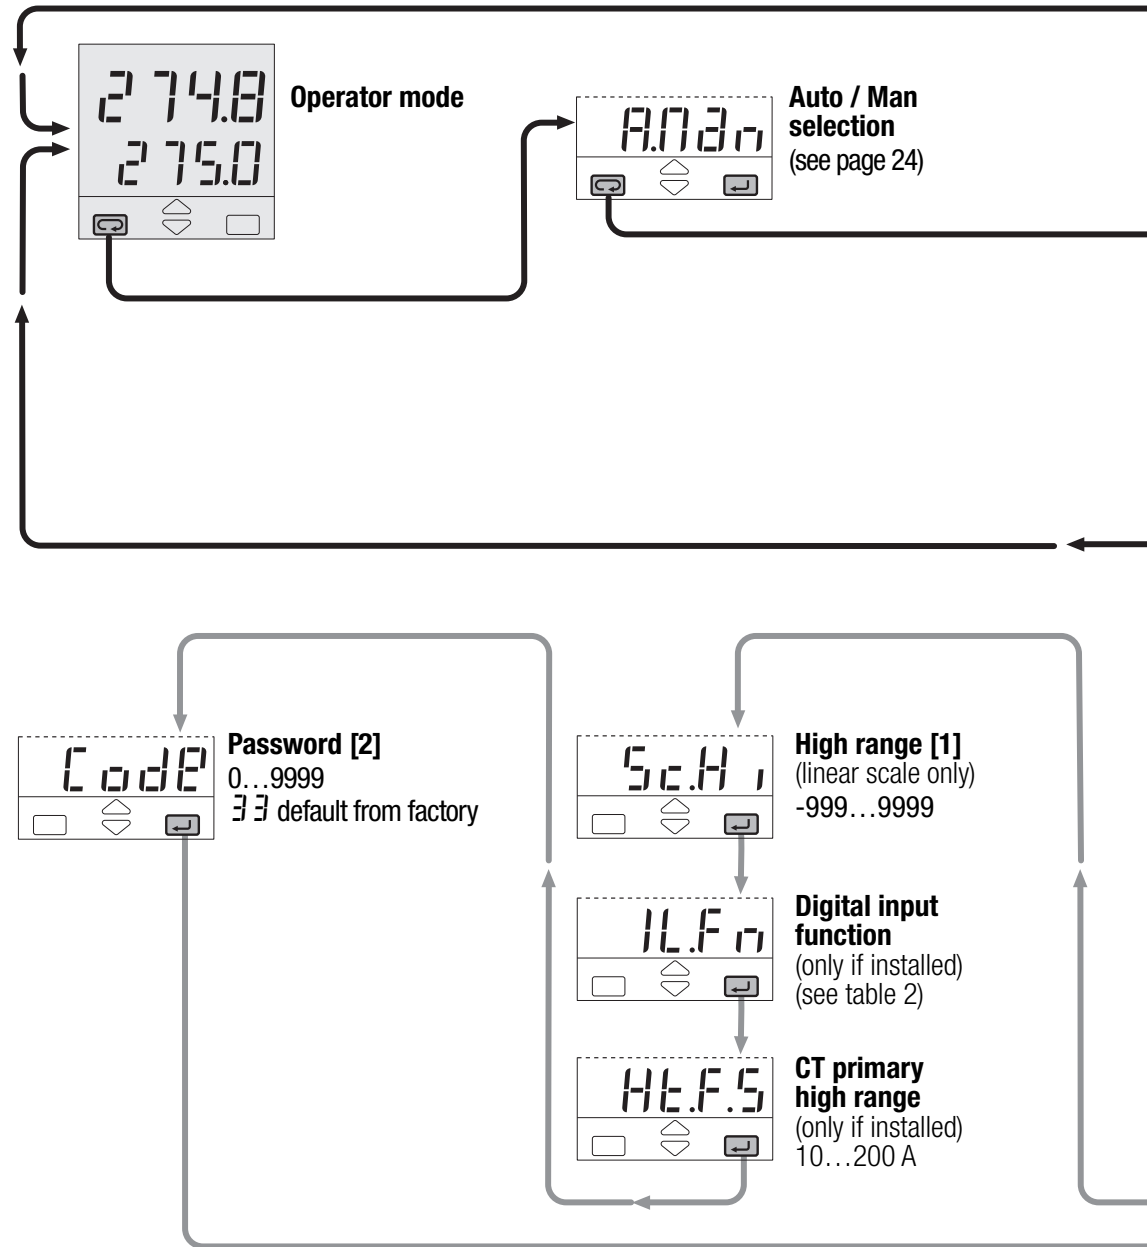 274.8
275.0
Operator mode
A.Man
Auto / Man
selection
(see page 24)
Code
Password [2]
0…9999
33 default from factory
Sc.Hi
High range [1]
(linear scale only)
-999…9999
IL.Fn
Digital input
function
(only if installed)
(see table 2)
Ht.F.S
CT primary
high range
(only if installed)
10…200 A